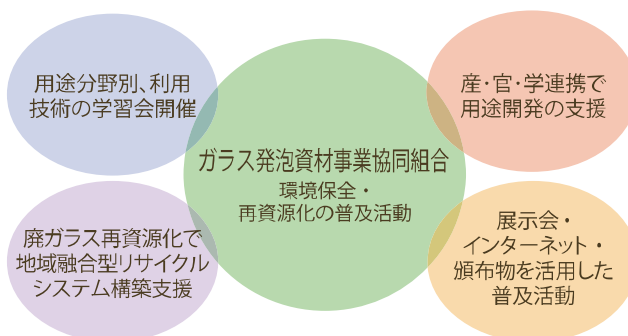 用途分野別、利用
技術の学習会開催
産・官・学連携で
用途開発の支援
ガラス発泡資材事業協同組合
環境保全・
再資源化の普及活動
廃ガラス再資源化で
地域融合型リサイクル
システム構築支援
展示会・
インターネット・
頒布物を活用した
普及活動